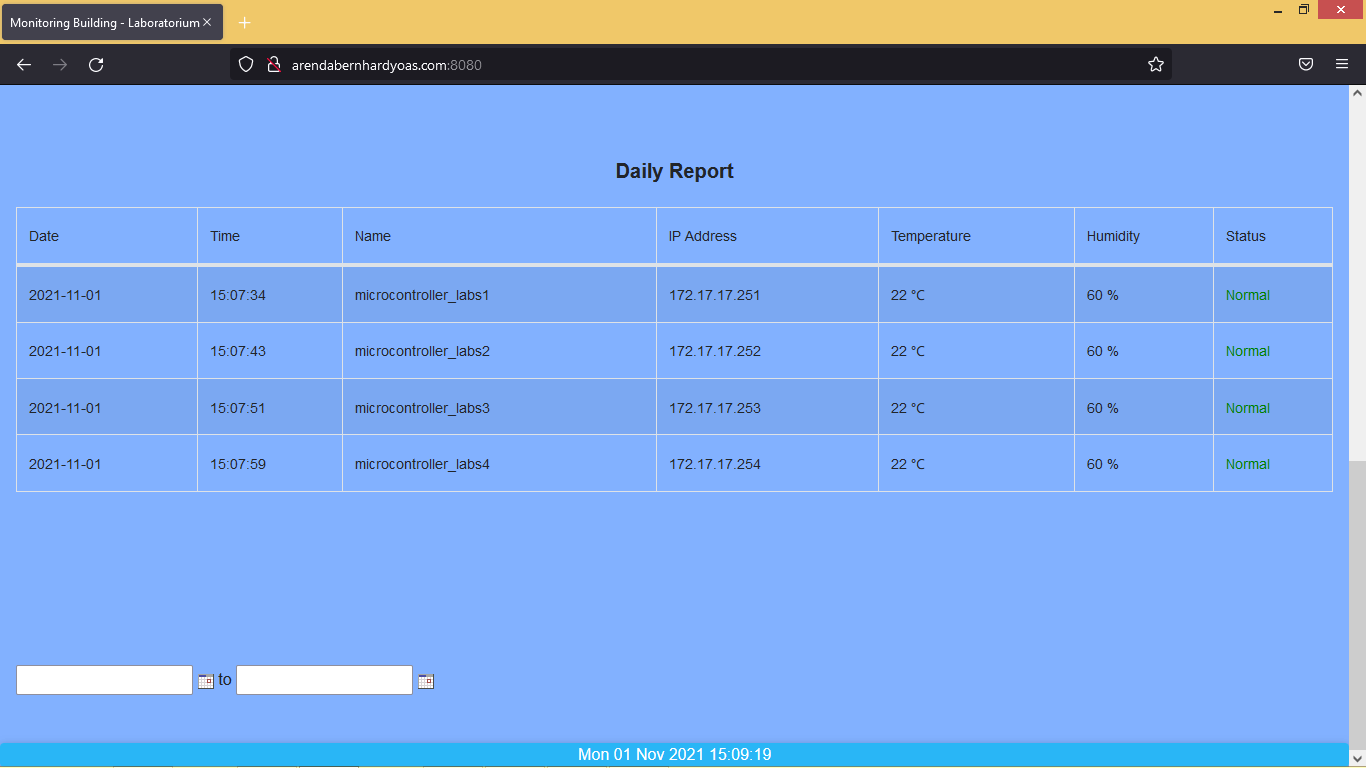 Monitoring Building - Laboratorium
arendabernhardyoas.com:8080
Daily Report
Date Time Name IP Address Temperature Humidity Status
2021-11-01 15:07:34 microcontroller_labs1 172.17.17.251 22 °C 60 % Normal
2021-11-01 15:07:43 microcontroller_labs2 172.17.17.252 22 °C 60 % Normal
2021-11-01 15:07:51 microcontroller_labs3 172.17.17.253 22 °C 60 % Normal
2021-11-01 15:07:59 microcontroller_labs4 172.17.17.254 22 °C 60 % Normal
to
Mon 01 Nov 2021 15:09:19